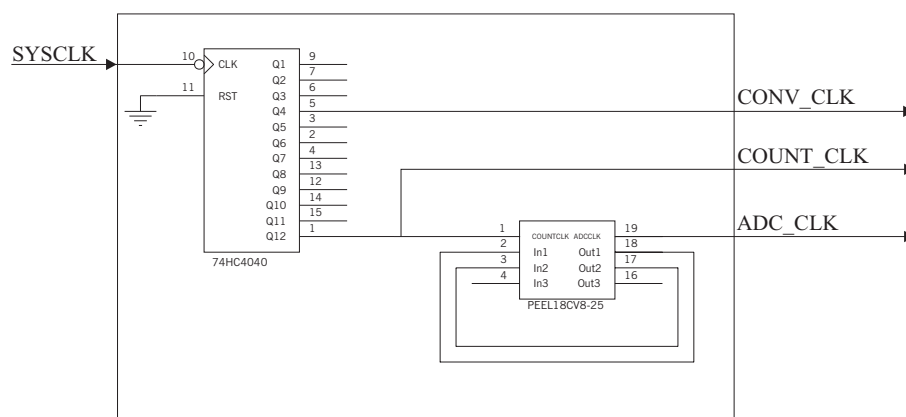 SYSCLK
10
CLK
11
RST
Q1
9
Q2
7
Q3
6
Q4
5
Q5
3
Q6
2
Q7
4
Q8
13
Q9
12
Q10
14
Q11
15
Q12
1
74HC4040
CONV_CLK
COUNT_CLK
ADC_CLK
1
COUNTCLK ADCCLK
19
2
In1 Out1
18
3
In2 Out2
17
4
In3 Out3
16
PEEL18CV8-25